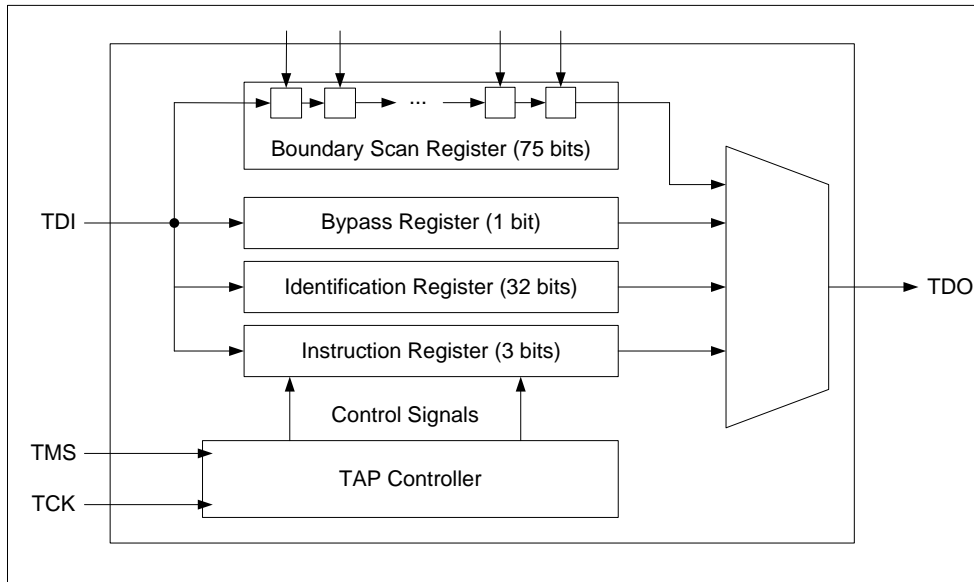 ...
Boundary Scan Register (75 bits)
TDI
Bypass Register (1 bit)
Identification Register (32 bits)
TDO
Instruction Register (3 bits)
Control Signals
TMS
TAP Controller
TCK